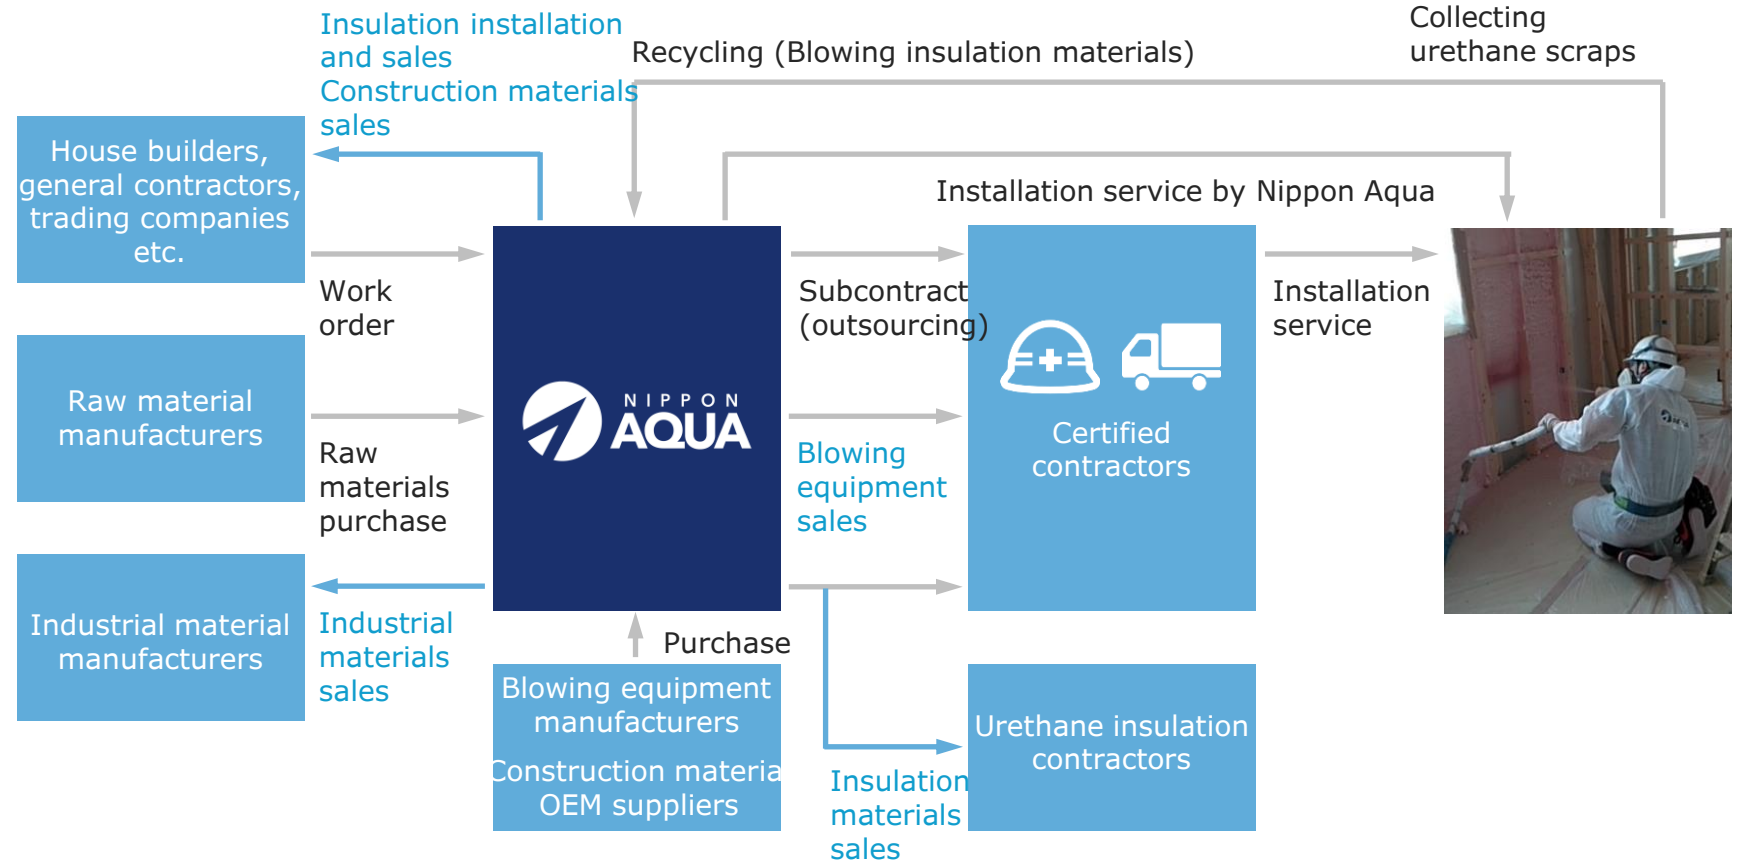 Insulation installation
and sales
Construction materials
sales
Recycling (Blowing insulation materials)
Collecting
urethane scraps
House builders,
general contractors,
trading companies
etc.
Installation service by Nippon Aqua
Work
order
Subcontract
(outsourcing)
Installation
service
Raw material
manufacturers
NIPPON
AQUA
Certified
contractors
Raw
materials
purchase
Blowing
equipment
sales
Industrial material
manufacturers
Industrial
materials
sales
Purchase
Blowing equipment
manufacturers
Construction materia
OEM suppliers
Urethane insulation
contractors
Insulation
materials
sales